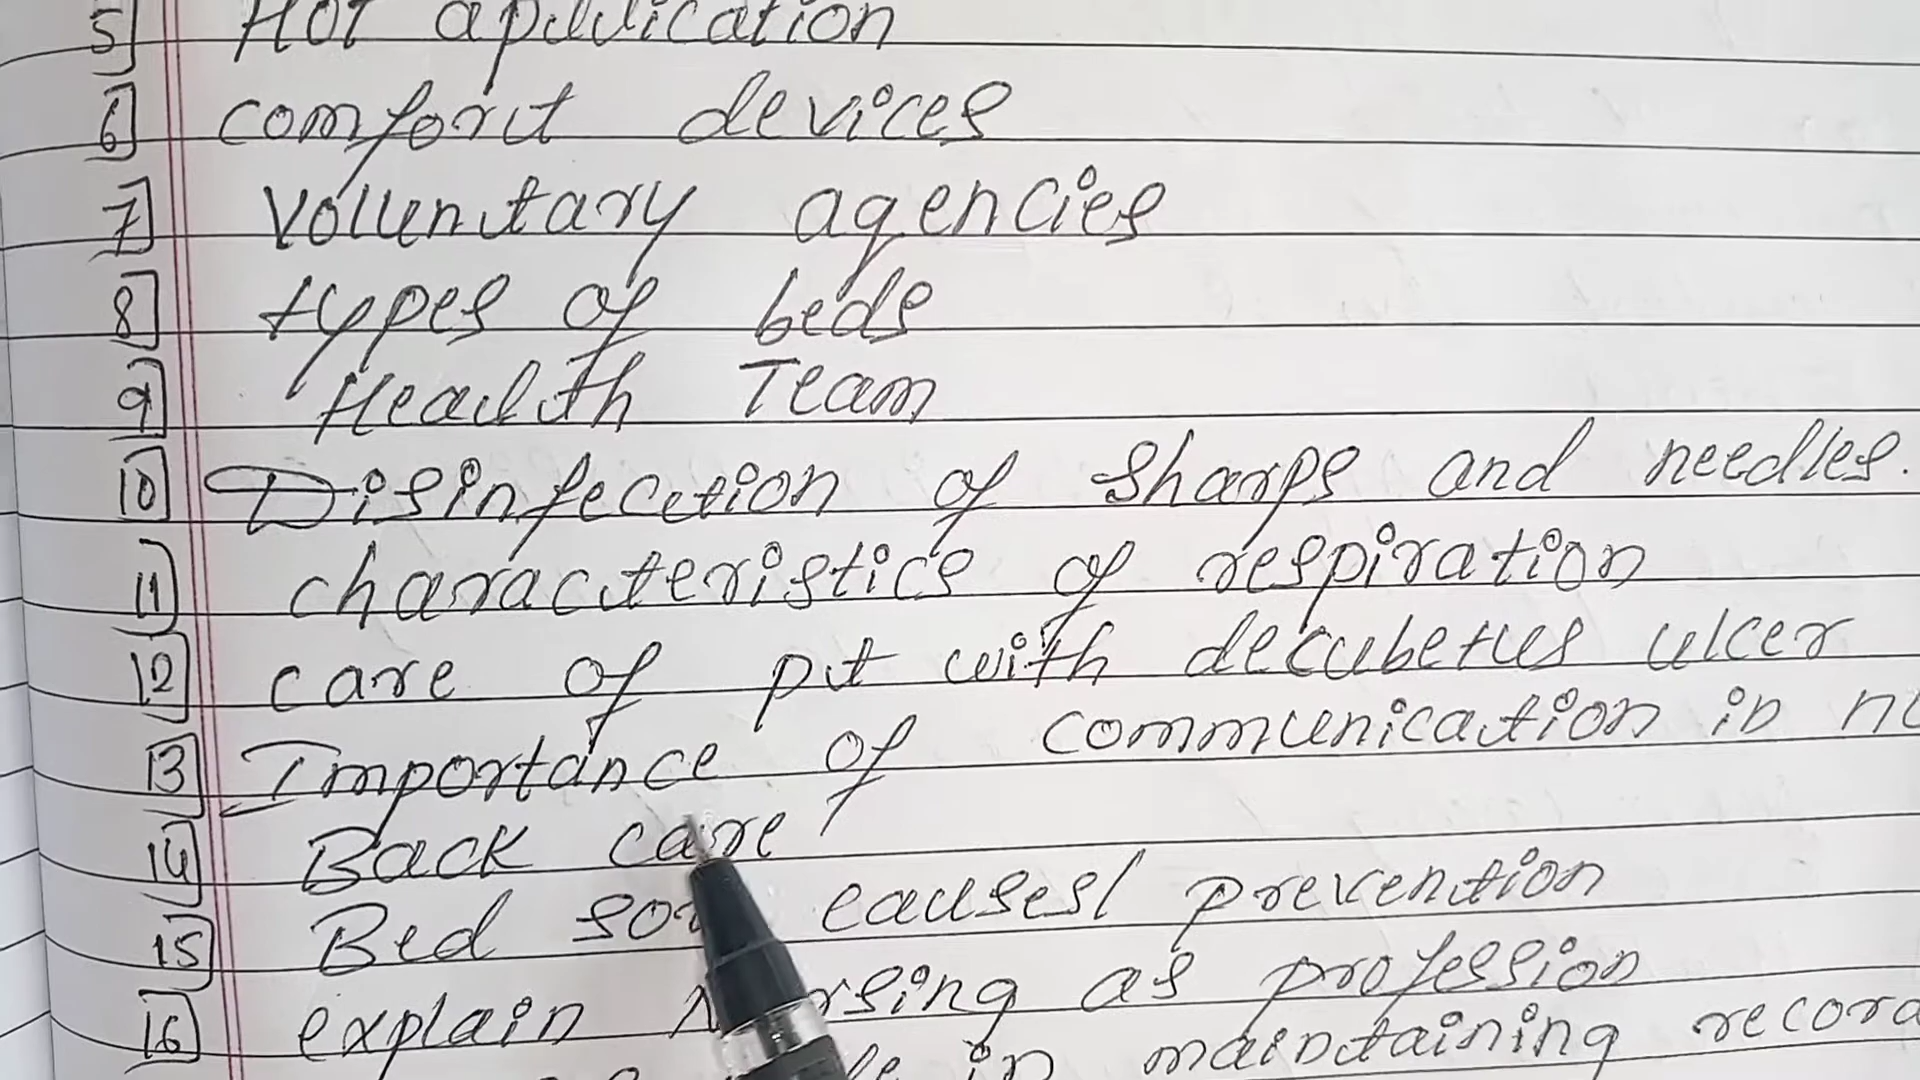 5 Hot application
6 comfort devices
7 Voluntary agencies
8 types of beds
9 Health Team
10 Disinfection of sharps and needles.
11 characteristics of respiration
12 care of pt with decubetus ulcer
13 Importance of communication in
14 Back care
15 Bed causes/ prevention
16 explain as profession
in maintaining